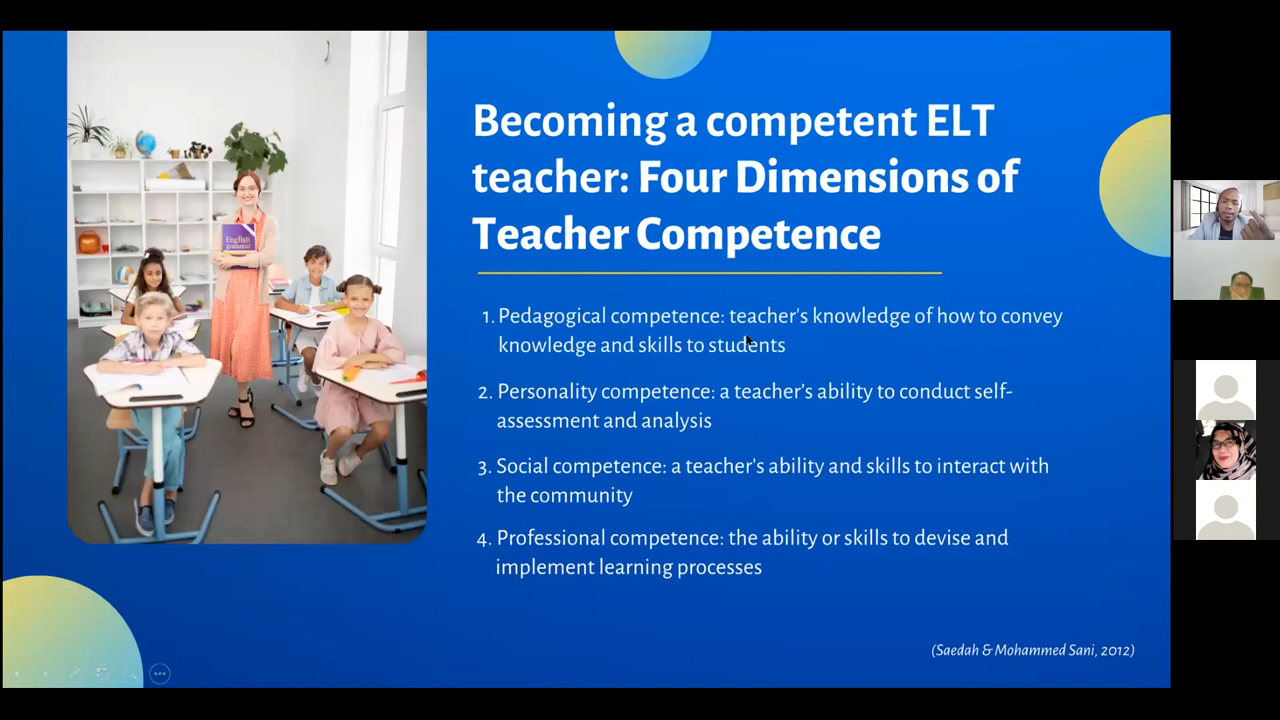 Becoming a competent ELT
teacher: Four Dimensions of
Teacher Competence
English
grammar
1. Pedagogical competence: teacher's knowledge of how to convey
knowledge and skills to students
2. Personality competence: a teacher’s ability to conduct self-
assessment and analysis
3. Social competence: a teacher's ability and skills to interact with
the community
4. Professional competence: the ability or skills to devise and
implement learning processes
(Saedah & Mohammed Sani, 2012)